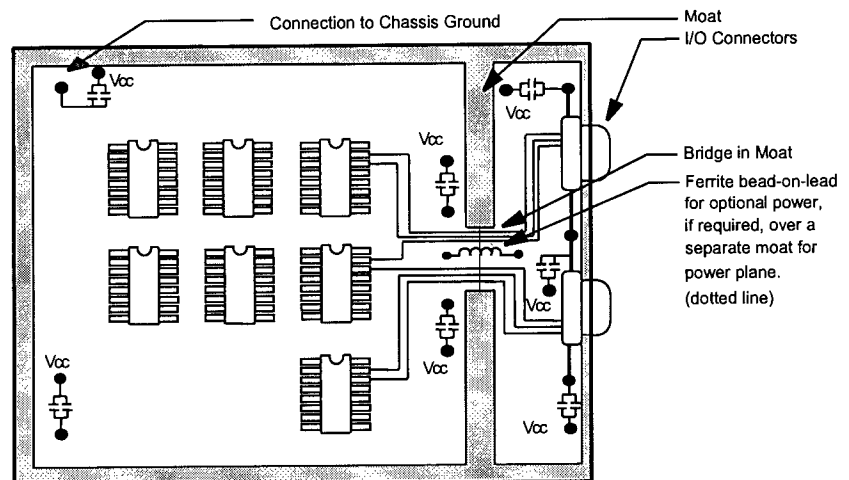 Connection to Chassis Ground
Moat
I/O Connectors
Vcc
Vcc
Vcc
Bridge in Moat
Ferrite bead-on-lead
for optional power,
if required, over a
separate moat for
power plane.
(dotted line)
Vcc
Vcc
Vcc
Vcc